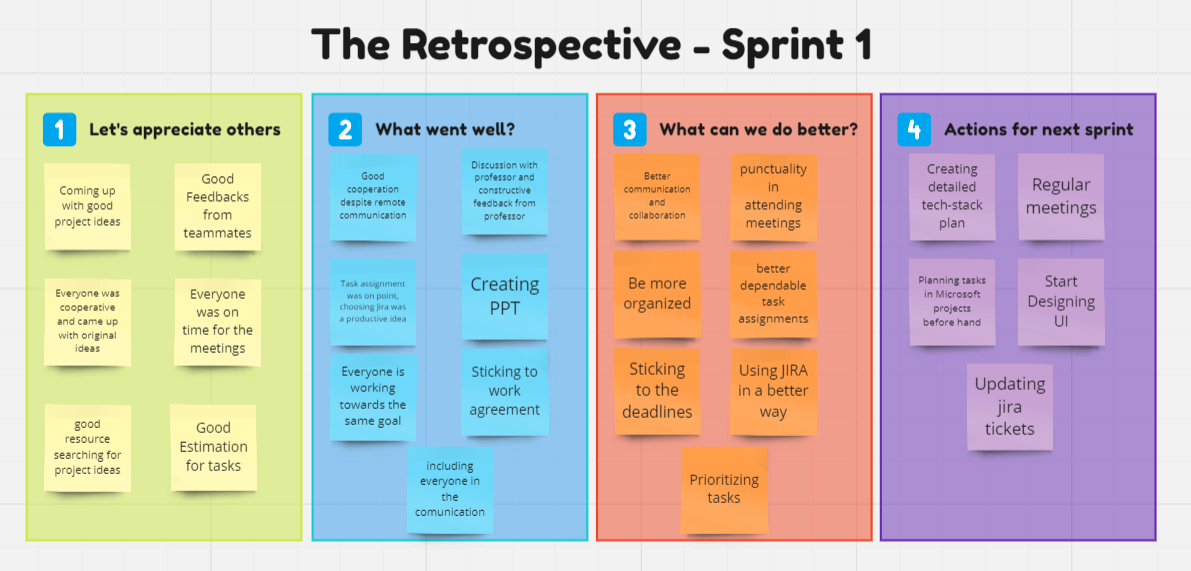 The Retrospective - Sprint 1
1 Let's appreciate others
Coming up
with good
project ideas
Good
Feedbacks
from
teammates
Everyone was
cooperative
and came up
with original
ideas
Everyone
was on
time for the
meetings
good
resource
searching for
project ideas
Good
Estimation
for tasks
2 What went well?
Good
cooperation
despite remote
communication
Discussion with
professor and
constructive
feedback from
professor
Task assignment
was on point,
choosing Jira was
a productive idea
Creating
PPT
Everyone is
working
towards the
same goal
Sticking to
work
agreement
including
everyone in
the
comunication
3 What can we do better?
Better
communication
and
collaboration
punctuality
in
attending
meetings
Be more
organized
better
dependable
task
assignments
Sticking
to the
deadlines
Using JIRA
in a better
way
Prioritizing
tasks
4 Actions for next sprint
Creating
detailed
tech-stack
plan
Regular
meetings
Planning tasks
in Microsoft
projects
before hand
Start
Designing
UI
Updating
jira
tickets